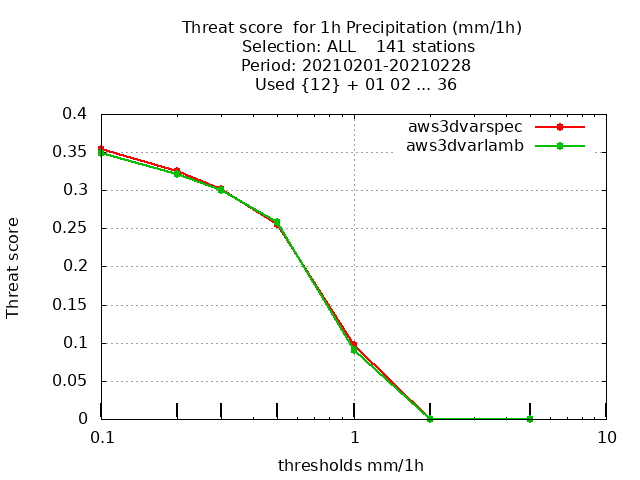 Threat score  for 1h Precipitation (mm/1h)
Selection: ALL    141 stations
Period: 20210201-20210228
Used {12} + 01 02 ... 36
aws3dvarspec
aws3dvarlamb
Threat score
0.4
0.35
0.3
0.25
0.2
0.15
0.1
0.05
0
0.1 1 10
thresholds mm/1h